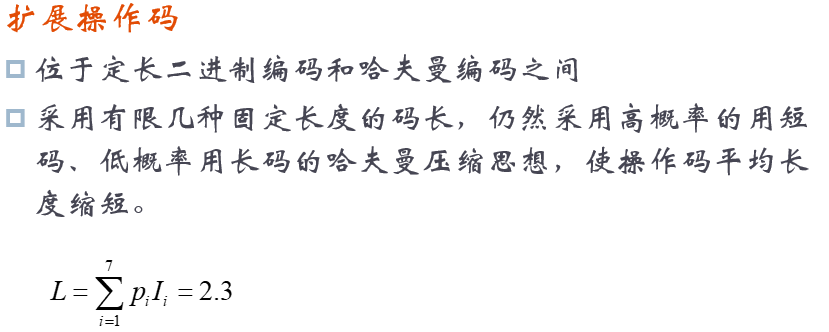 扩展操作码
位于定长二进制编码和哈夫曼编码之间
采用有限几种固定长度的码长，仍然采用高概率的用短
码、低概率用长码的哈夫曼压缩思想，使操作码平均长
度缩短。
L = \sum_{i=1}^{7} p_i I_i = 2.3